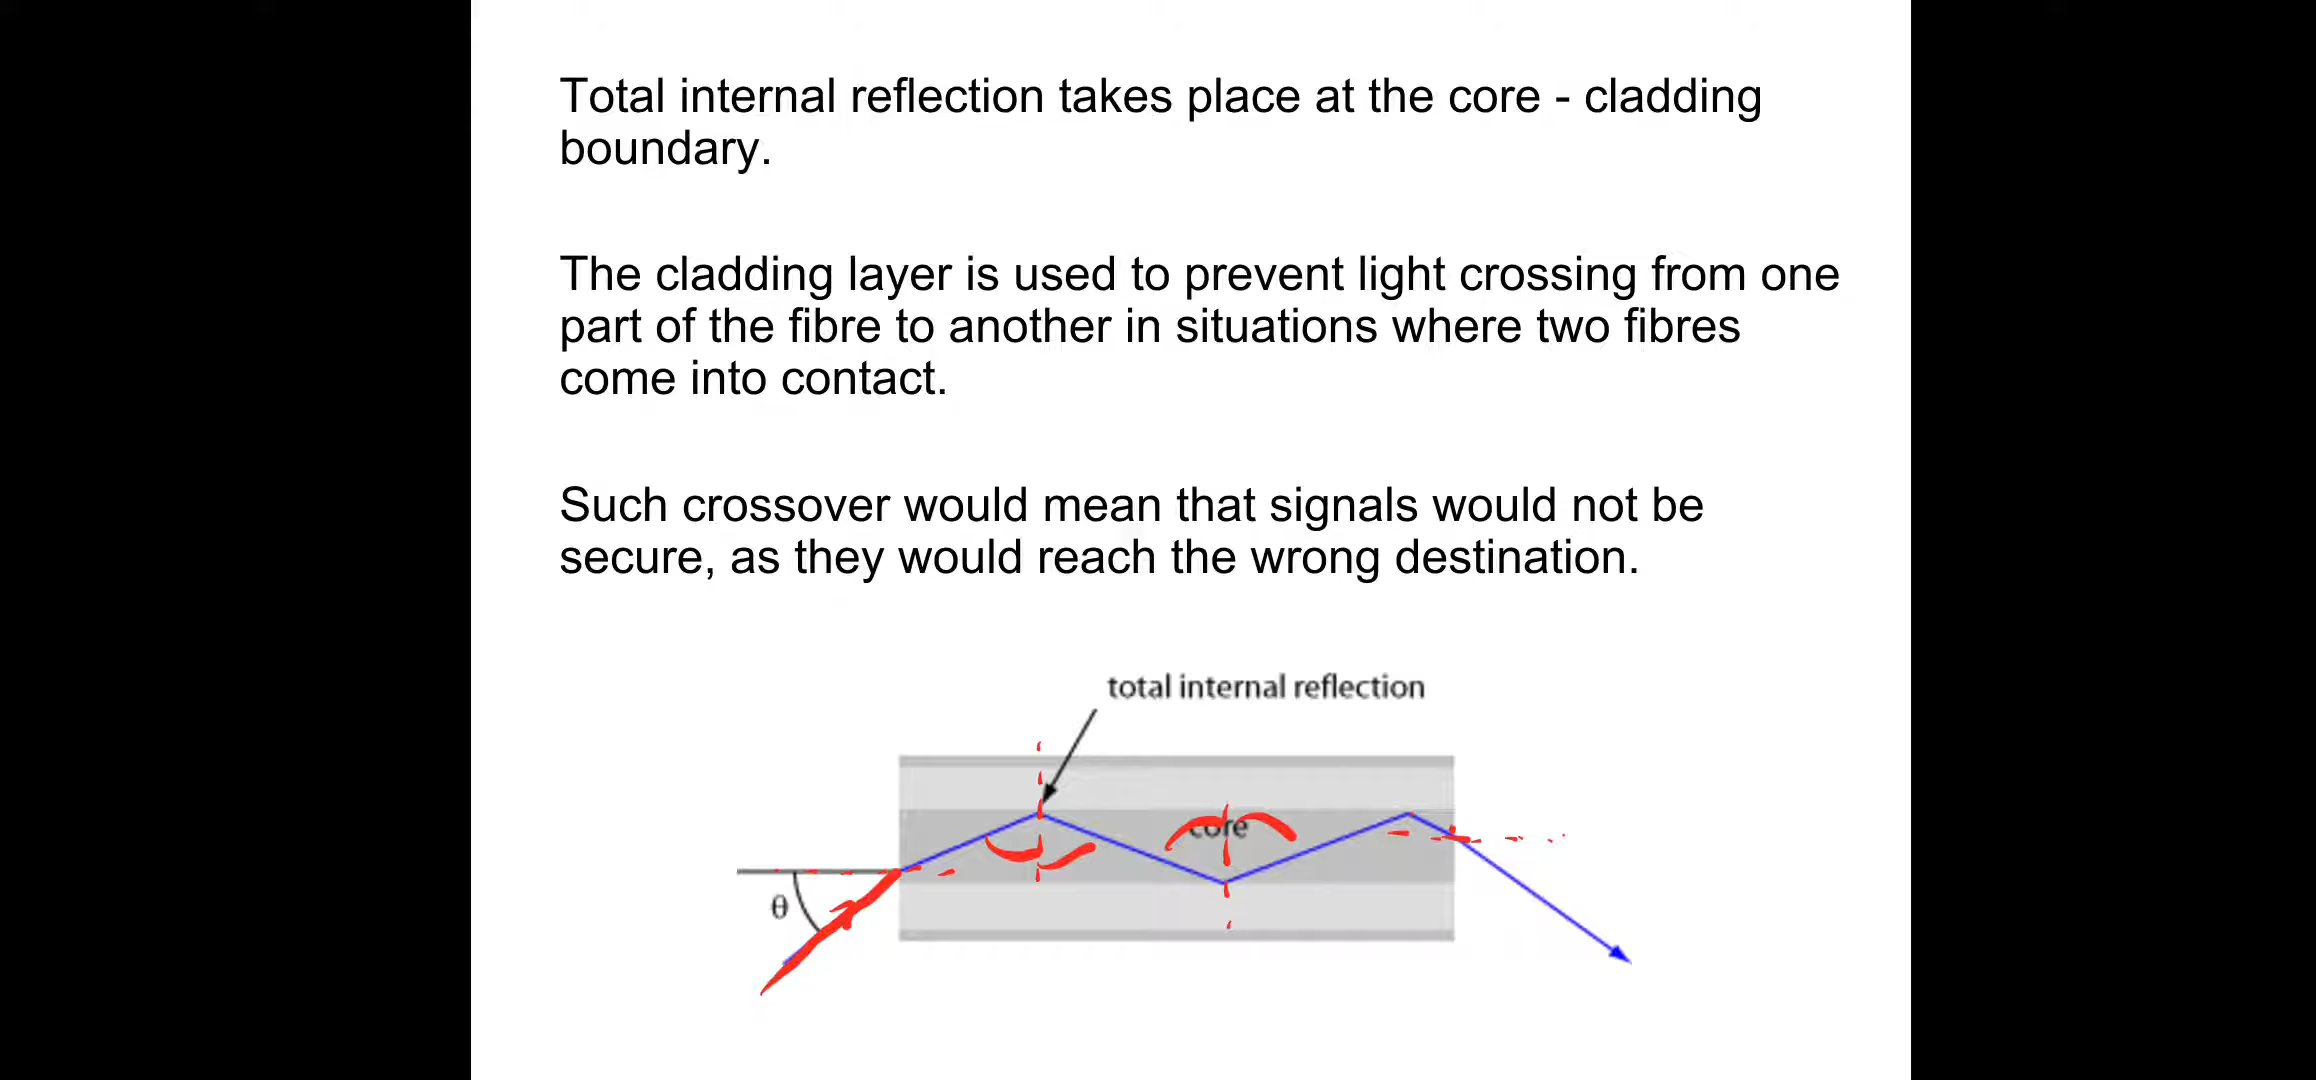 Total internal reflection takes place at the core - cladding
boundary.
The cladding layer is used to prevent light crossing from one
part of the fibre to another in situations where two fibres
come into contact.
Such crossover would mean that signals would not be
secure, as they would reach the wrong destination.
total internal reflection
core
θ